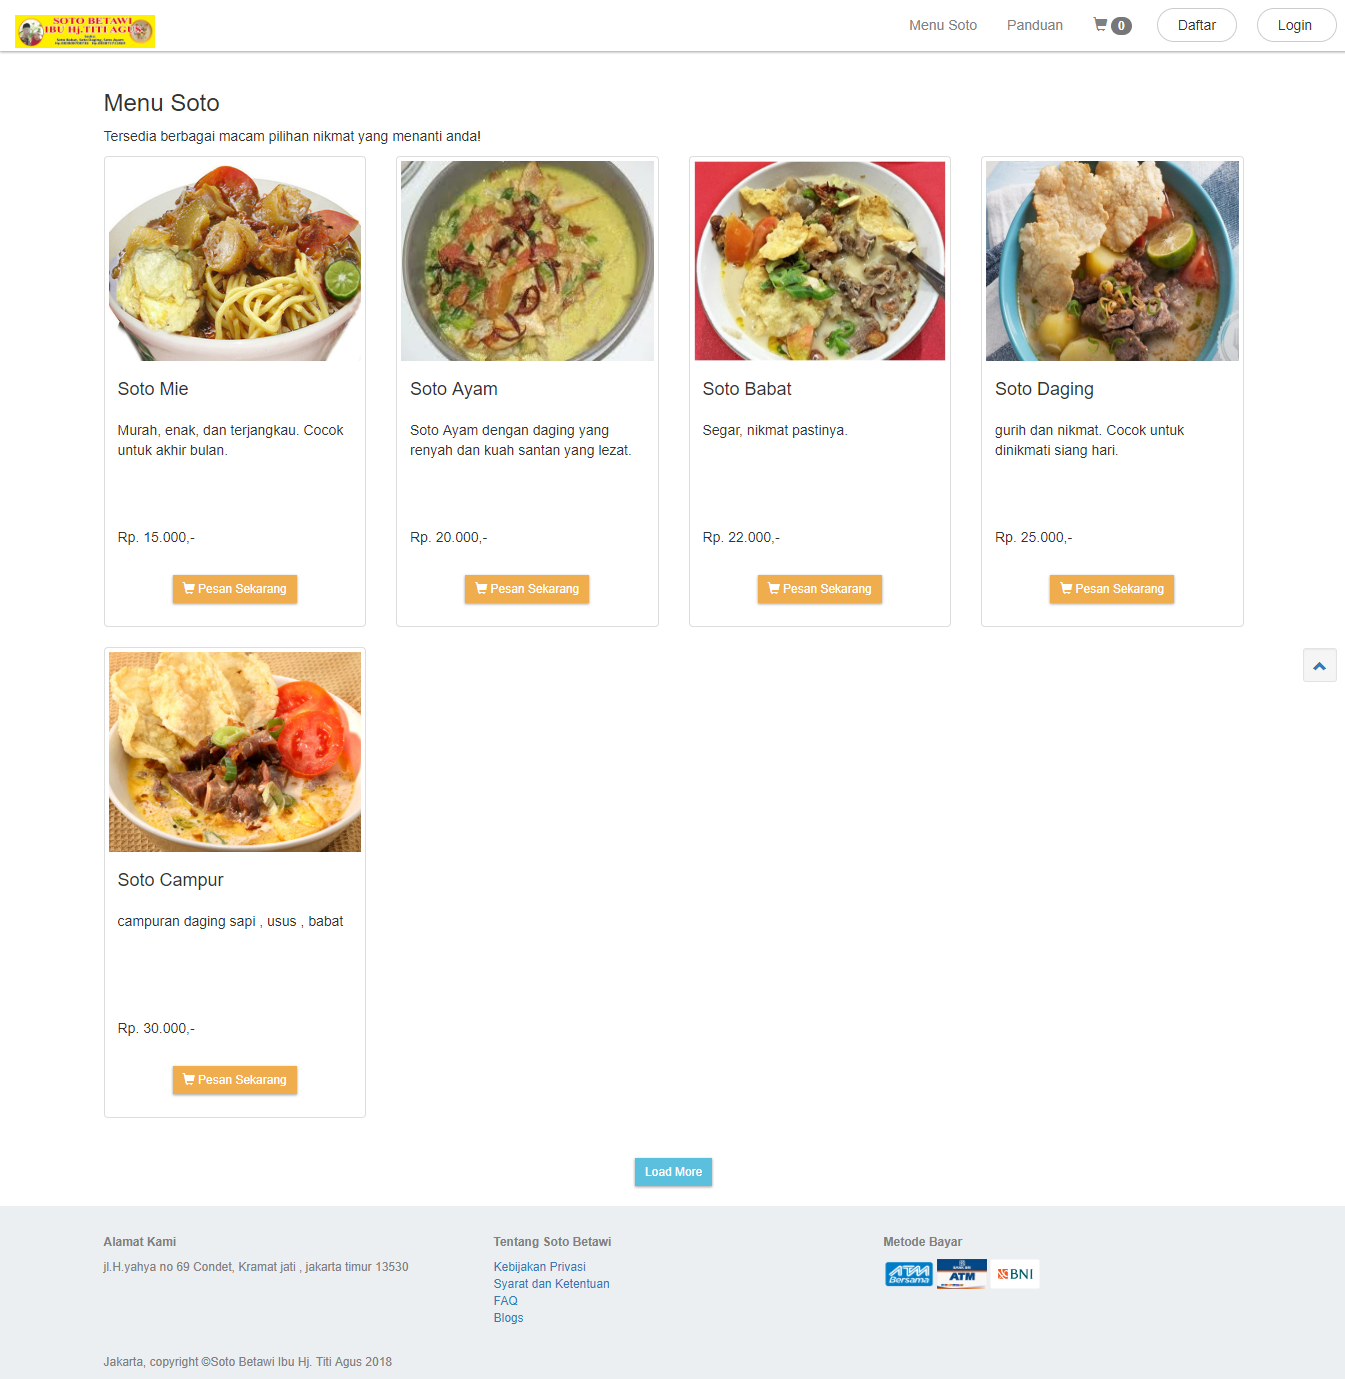 SOTO BETAWI
IBU Hj.TITI AGUS
Menu Soto
Panduan
0
Daftar
Login
Menu Soto
Tersedia berbagai macam pilihan nikmat yang menanti anda!
Soto Mie
Murah, enak, dan terjangkau. Cocok
untuk akhir bulan.
Rp. 15.000,-
Pesan Sekarang
Soto Ayam
Soto Ayam dengan daging yang
renyah dan kuah santan yang lezat.
Rp. 20.000,-
Pesan Sekarang
Soto Babat
Segar, nikmat pastinya.
Rp. 22.000,-
Pesan Sekarang
Soto Daging
gurih dan nikmat. Cocok untuk
dinikmati siang hari.
Rp. 25.000,-
Pesan Sekarang
Soto Campur
campuran daging sapi , usus , babat
Rp. 30.000,-
Pesan Sekarang
Load More
Alamat Kami
jl.H.yahya no 69 Condet, Kramat jati , jakarta timur 13530
Tentang Soto Betawi
Kebijakan Privasi
Syarat dan Ketentuan
FAQ
Blogs
Metode Bayar
ATM
Bersama
ATM
BNI
Jakarta, copyright ©Soto Betawi Ibu Hj. Titi Agus 2018